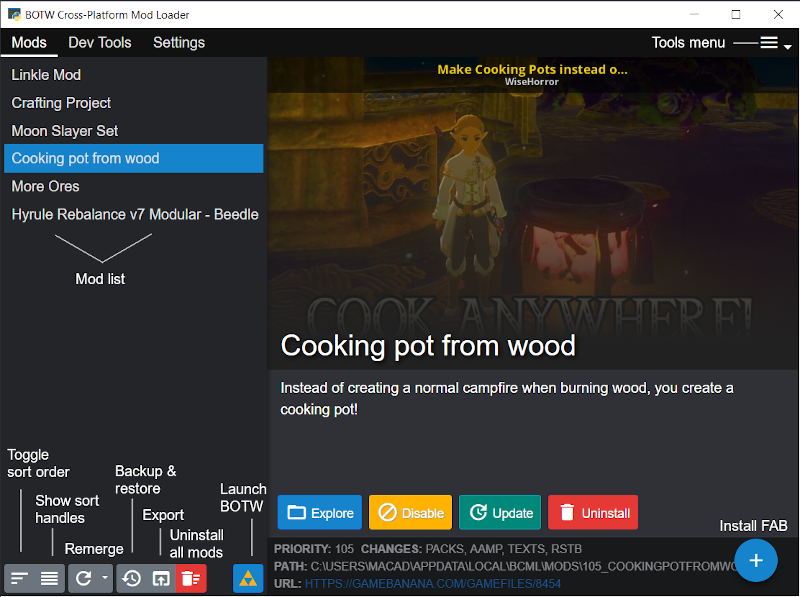 BOTW Cross-Platform Mod Loader
Mods Dev Tools Settings Tools menu
Linkle Mod
Crafting Project
Moon Slayer Set
Cooking pot from wood
More Ores
Hyrule Rebalance v7 Modular - Beedle
Mod list
Toggle
sort order
Show sort
handles
Remerge
Backup &
restore
Export
Uninstall
all mods
Launch
BOTW
Make Cooking Pots instead o...
WiseHorror
COOK ANYWHERE!
Cooking pot from wood
Instead of creating a normal campfire when burning wood, you create a
cooking pot!
Explore Disable Update Uninstall
Install FAB
PRIORITY: 105 CHANGES: PACKS, AAMP, TEXTS, RSTB
PATH: C:\USERS\MACAD\APPDATA\LOCAL\BCML\MODS\105_COOKINGPOTFROMWO
URL: HTTPS://GAMEBANANA.COM/GAMEFILES/8454